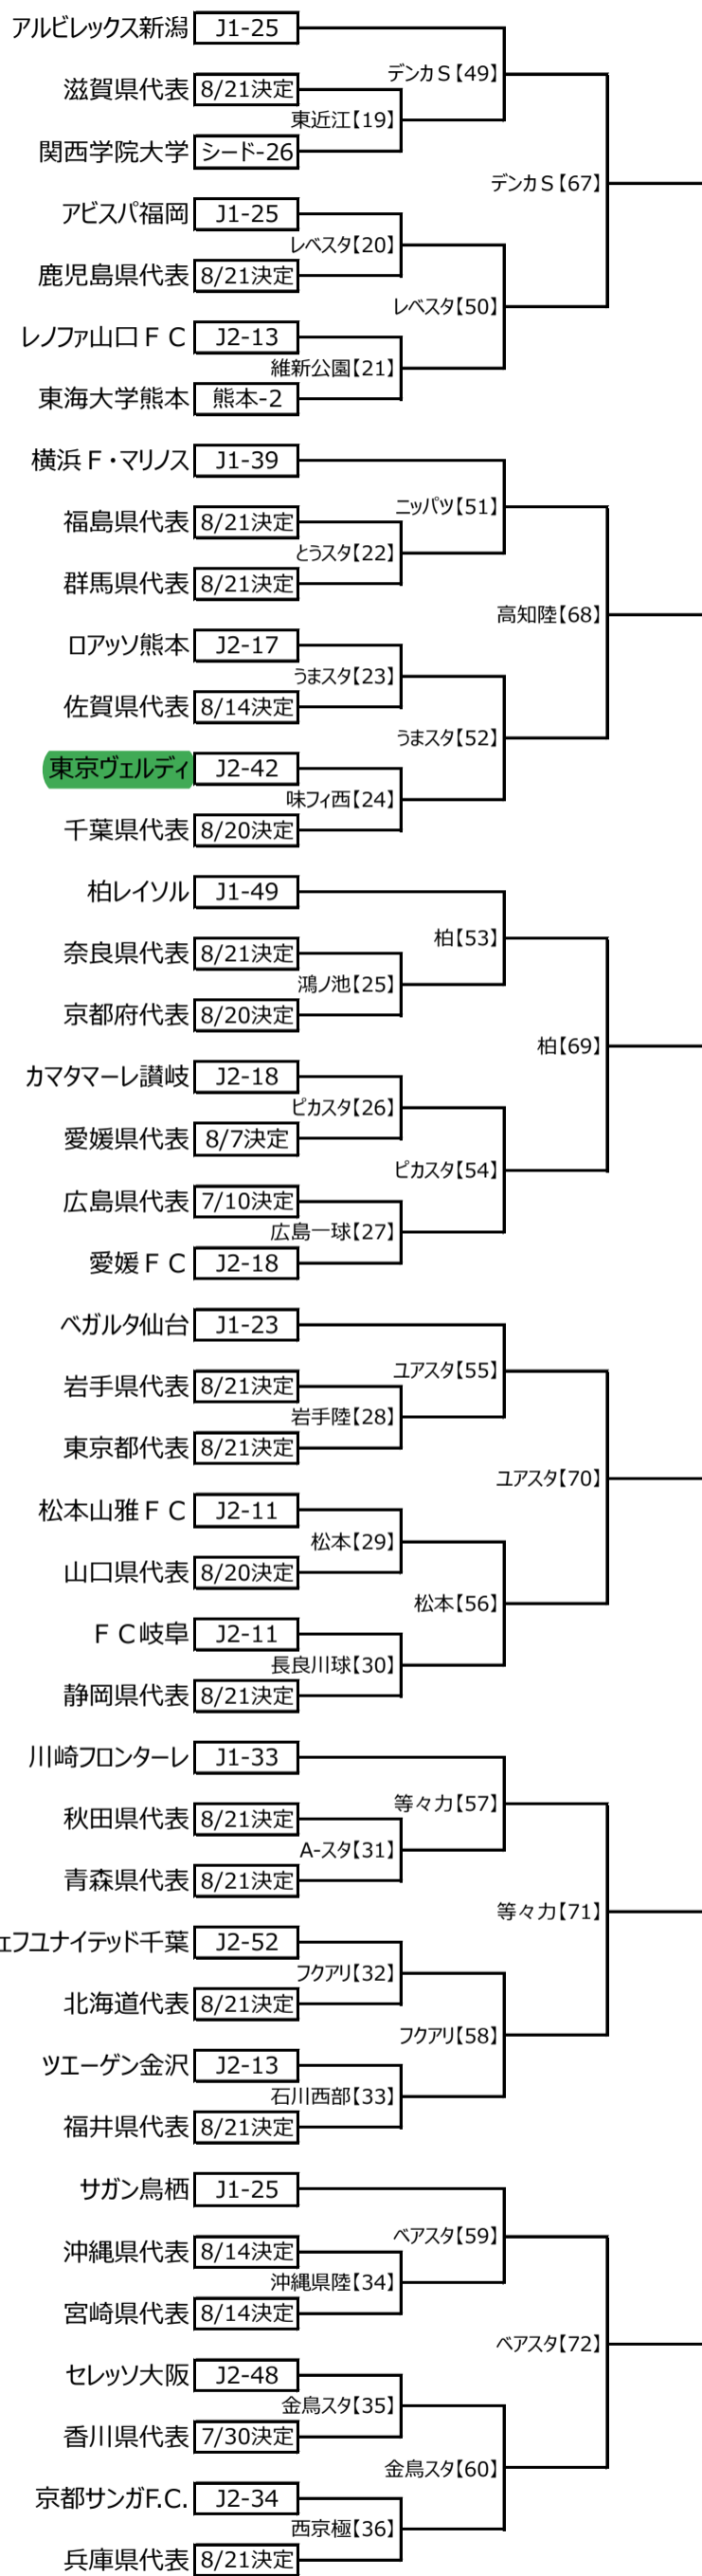 アルビレックス新潟 J1-25
デンカS【49】
滋賀県代表 8/21決定
東近江【19】
関西学院大学 シード-26
デンカS【67】
アビスパ福岡 J1-25
レベスタ【20】
鹿児島県代表 8/21決定
レベスタ【50】
レノファ山口FC J2-13
維新公園【21】
東海大学熊本 熊本-2
横浜F・マリノス J1-39
ニッパツ【51】
福島県代表 8/21決定
とうスタ【22】
群馬県代表 8/21決定
高知陸【68】
ロアッソ熊本 J2-17
うまスタ【23】
佐賀県代表 8/14決定
うまスタ【52】
東京ヴェルディ J2-42
味フィ西【24】
千葉県代表 8/20決定
柏レイソル J1-49
柏【53】
奈良県代表 8/21決定
鴻ノ池【25】
京都府代表 8/20決定
柏【69】
カマタマーレ讃岐 J2-18
ピカスタ【26】
愛媛県代表 8/7決定
ピカスタ【54】
広島県代表 7/10決定
広島一球【27】
愛媛FC J2-18
ベガルタ仙台 J1-23
ユアスタ【55】
岩手県代表 8/21決定
岩手陸【28】
東京都代表 8/21決定
ユアスタ【70】
松本山雅FC J2-11
松本【29】
山口県代表 8/20決定
松本【56】
FC岐阜 J2-11
長良川球【30】
静岡県代表 8/21決定
川崎フロンターレ J1-33
等々力【57】
秋田県代表 8/21決定
A-スタ【31】
青森県代表 8/21決定
等々力【71】
ェフユナイテッド千葉 J2-52
フクアリ【32】
北海道代表 8/21決定
フクアリ【58】
ツエーゲン金沢 J2-13
石川西部【33】
福井県代表 8/21決定
サガン鳥栖 J1-25
ベアスタ【59】
沖縄県代表 8/14決定
沖縄県陸【34】
宮崎県代表 8/14決定
ベアスタ【72】
セレッソ大阪 J2-48
金鳥スタ【35】
香川県代表 7/30決定
金鳥スタ【60】
京都サンガF.C. J2-34
西京極【36】
兵庫県代表 8/21決定